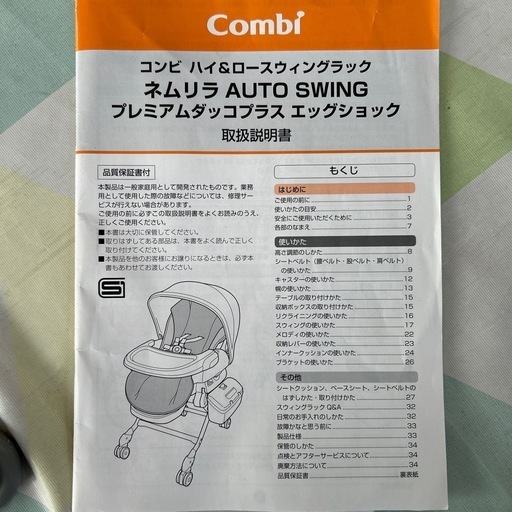 Combi
コンビ ハイ&ロースウィングラック
ネムリラ AUTO SWING
プレミアムダッコプラス エッグショック
取扱説明書
品質保証書付
本製品は一般家庭用として開発されたものです。業務
用として使用した際の故障などについては、修理サー
ビスが行えない場合があります。
ご使用の前に必ずこの取扱説明書をよくお読みのうえ、
正しくご使用ください。
■本書は大切に保管してください。
■取りはずしてある部品は、本書をよく読んで正しく
取り付けてください。
■本製品を他のお客様にお譲りになるときは、必ず本
書もあわせてお渡しください。
もくじ
はじめに
ご使用の前に 1
使いかたの目安 2
安全にご使用いただくために 3
各部のなまえ 7
使いかた
高さ調節のしかた 8
シートベルト（腰ベルト・股ベルト・肩ベルト）
の使いかた 9
キャスターの使いかた 12
幌の使いかた 13
テーブルの取り付けかた 15
収納ボックスの取り付けかた 15
リクライニングの使いかた 16
スウィングの使いかた 17
メロディの使いかた 22
収納レバーの使いかた 23
インナークッションの使いかた 24
ブラケットの使いかた 26
その他
シートクッション、ベースシート、シートベルトの
はずしかた・取り付けかた 27
スウィングラック Q&A 32
日常のお手入れのしかた 32
故障かなと思う前に 33
製品仕様 33
保管のしかた 34
点検とアフターサービスについて 34
廃棄方法について 34
品質保証書 裏表紙